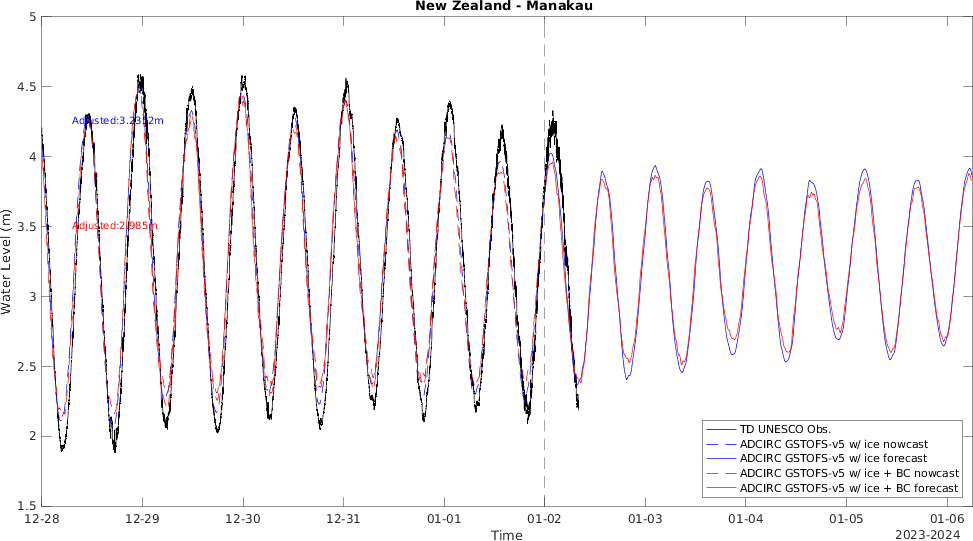 New Zealand - Manakau
5
4.5
4
3.5
3
2.5
2
1.5
Water Level (m)
Adjusted:3.2352m
Adjusted:2.985m
TD UNESCO Obs.
ADCIRC GSTOFS-v5 w/ ice nowcast
ADCIRC GSTOFS-v5 w/ ice forecast
ADCIRC GSTOFS-v5 w/ ice + BC nowcast
ADCIRC GSTOFS-v5 w/ ice + BC forecast
12-28 12-29 12-30 12-31 01-01 01-02 01-03 01-04 01-05 01-06
Time
2023-2024